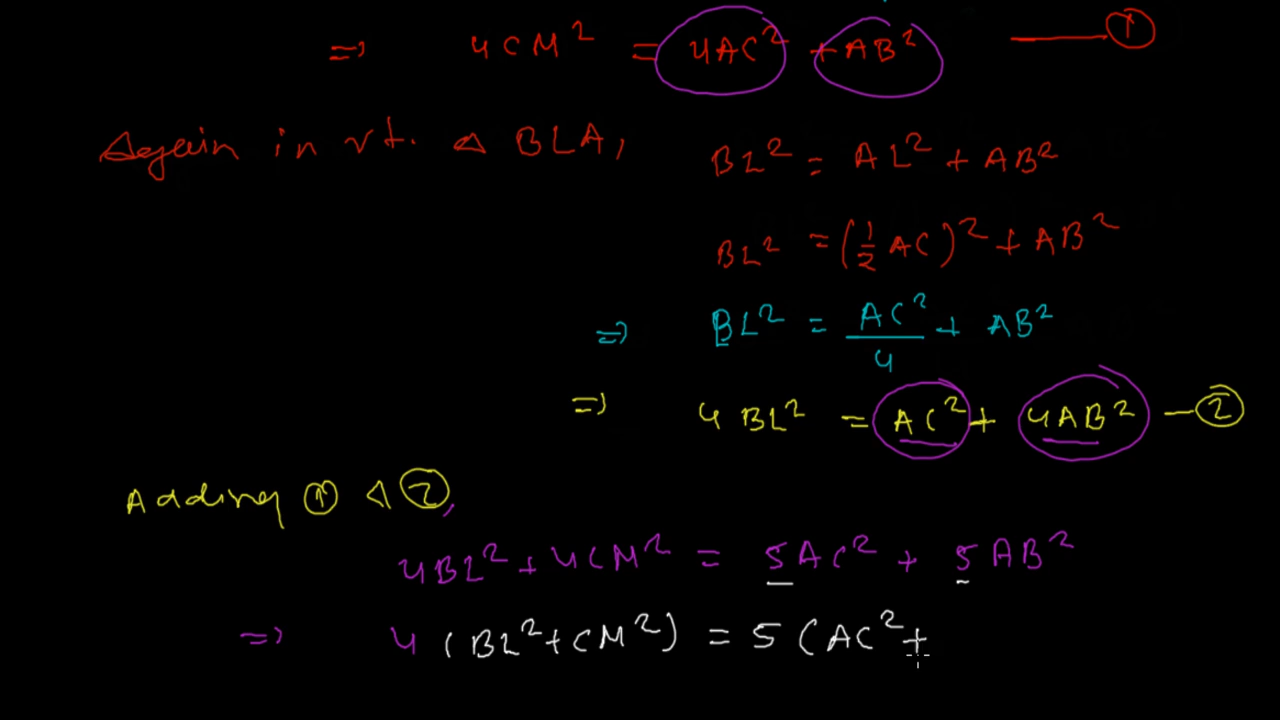 => 4CM² = 4AC² + AB² —— ①
Again in rt. △ BLA,
BL² = AL² + AB²
BL² = (1/2 AC)² + AB²
=> BL² = AC²/4 + AB²
=> 4BL² = AC² + 4AB² — ②
Adding ① & ②,
4BL² + 4CM² = 5AC² + 5AB²
=> 4(BL² + CM²) = 5(AC² +